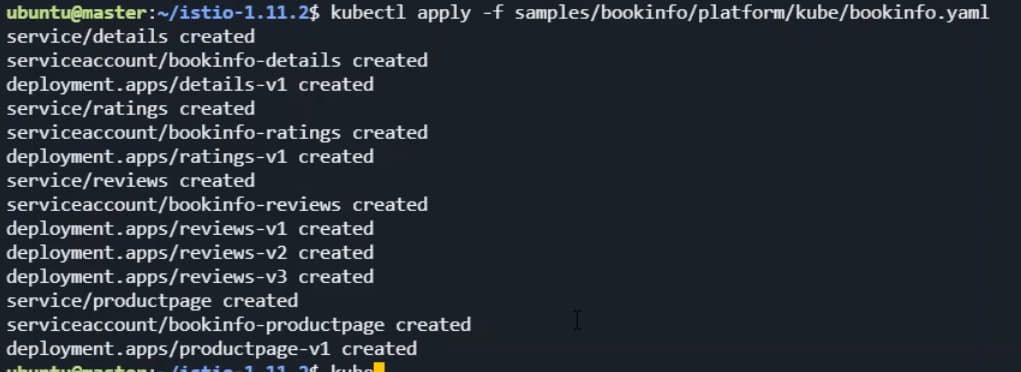 ubuntu@master:~/istio-1.11.2$ kubectl apply -f samples/bookinfo/platform/kube/bookinfo.yaml
service/details created
serviceaccount/bookinfo-details created
deployment.apps/details-v1 created
service/ratings created
serviceaccount/bookinfo-ratings created
deployment.apps/ratings-v1 created
service/reviews created
serviceaccount/bookinfo-reviews created
deployment.apps/reviews-v1 created
deployment.apps/reviews-v2 created
deployment.apps/reviews-v3 created
service/productpage created
serviceaccount/bookinfo-productpage created
deployment.apps/productpage-v1 created
ubuntu@master:~/istio-1.11.2$ kube